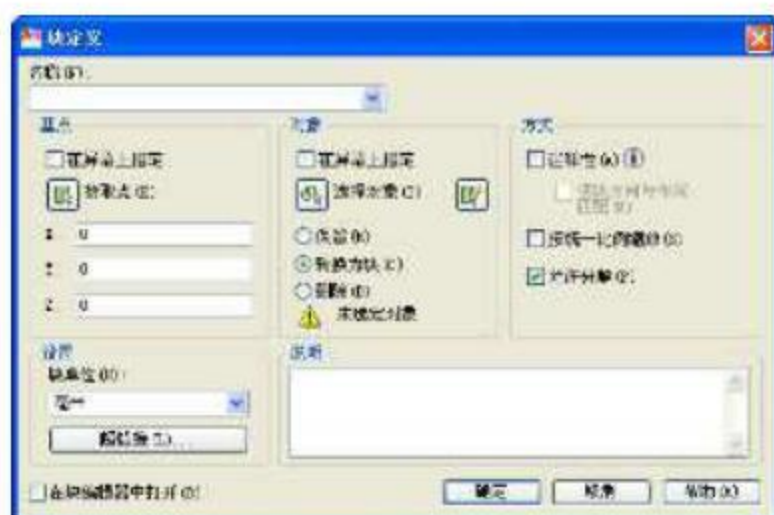 块定义
名称(N):
基点
在屏幕上指定
拾取点(K)
X: 0
Y: 0
Z: 0
对象
在屏幕上指定
选择对象(T)
保留(R)
转换为块(C)
删除(D)
未选定对象
方式
注释性(A)
按统一比例缩放(S)
允许分解(P)
设置
块单位(U):
毫米
超链接(L)...
说明
在块编辑器中打开(O)
确定
取消
帮助(H)